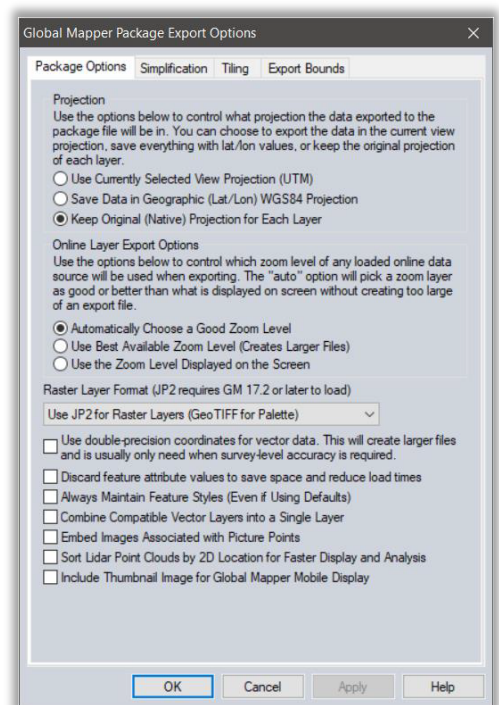 Global Mapper Package Export Options
Package Options Simplification Tiling Export Bounds
Projection
Use the options below to control what projection the data exported to the
package file will be in. You can choose to export the data in the current view
projection, save everything with lat/lon values, or keep the original projection
of each layer.
Use Currently Selected View Projection (UTM)
Save Data in Geographic (Lat/Lon) WGS84 Projection
Keep Original (Native) Projection for Each Layer
Online Layer Export Options
Use the options below to control which zoom level of any loaded online data
source will be used when exporting. The "auto" option will pick a zoom layer
as good or better than what is displayed on screen without creating too large
of an export file.
Automatically Choose a Good Zoom Level
Use Best Available Zoom Level (Creates Larger Files)
Use the Zoom Level Displayed on the Screen
Raster Layer Format (JP2 requires GM 17.2 or later to load)
Use JP2 for Raster Layers (GeoTIFF for Palette)
Use double-precision coordinates for vector data. This will create larger files
and is usually only need when survey-level accuracy is required.
Discard feature attribute values to save space and reduce load times
Always Maintain Feature Styles (Even if Using Defaults)
Combine Compatible Vector Layers into a Single Layer
Embed Images Associated with Picture Points
Sort Lidar Point Clouds by 2D Location for Faster Display and Analysis
Include Thumbnail Image for Global Mapper Mobile Display
OK Cancel Apply Help